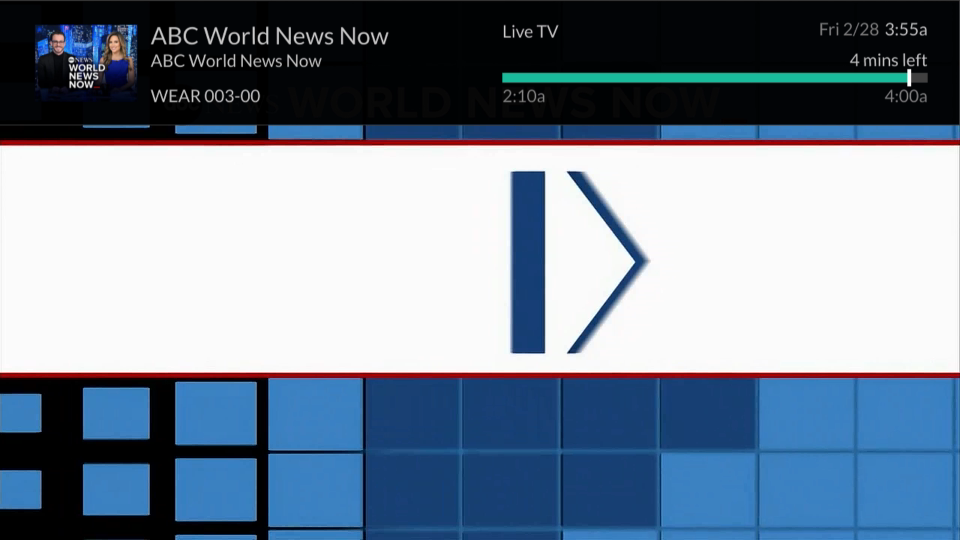 ABC World News Now
Live TV
Fri 2/28 3:55a
ABC World News Now
4 mins left
WEAR 003-00
2:10a
4:00a
abc NEWS
WORLD
NEWS
NOW
WORLD NEWS NOW